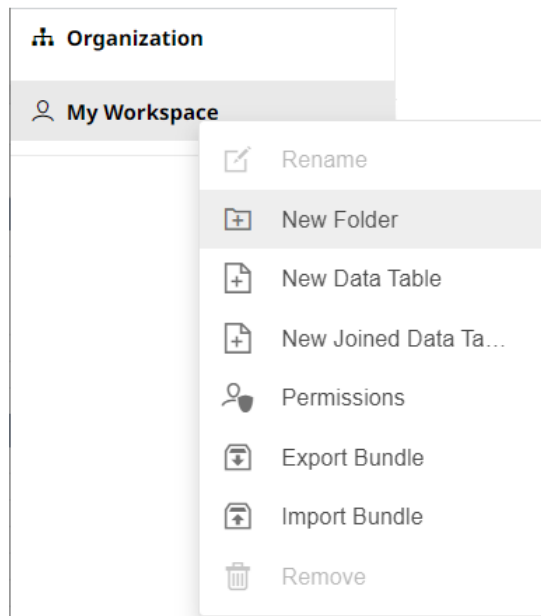 Organization
My Workspace
Rename
New Folder
New Data Table
New Joined Data Ta...
Permissions
Export Bundle
Import Bundle
Remove